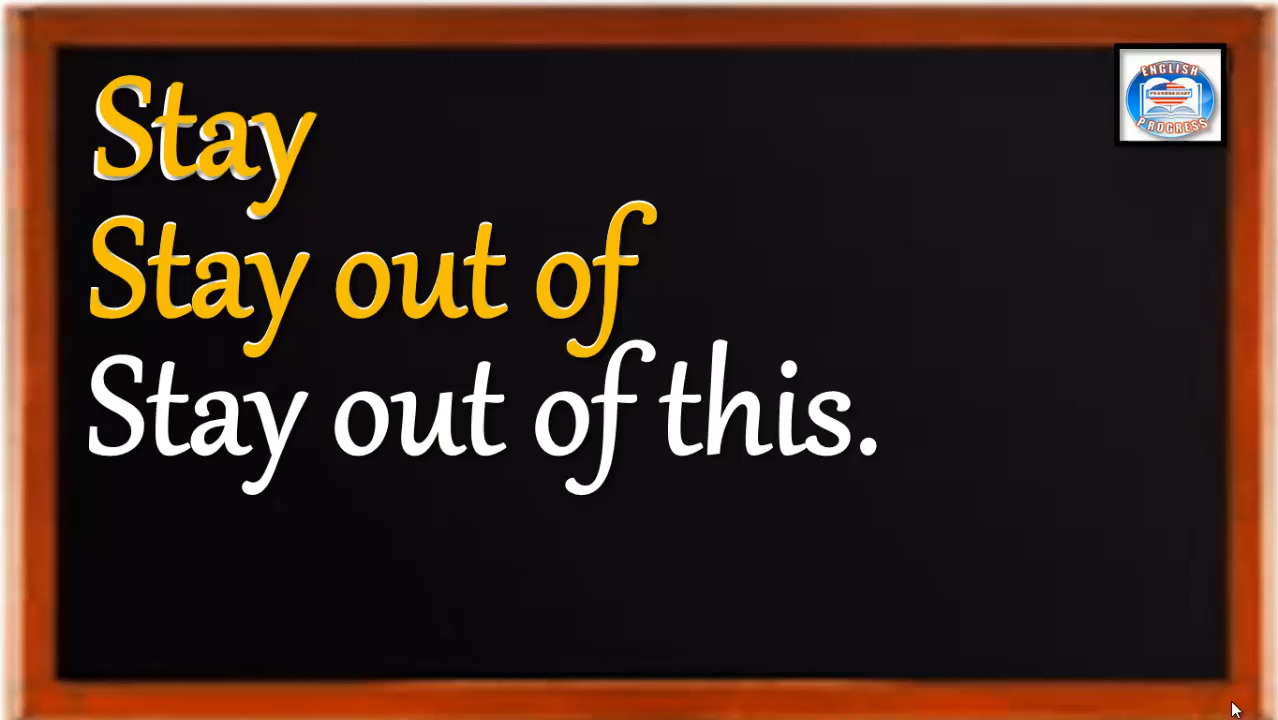 Stay
Stay out of
Stay out of this.
ENGLISH
PROGRESS